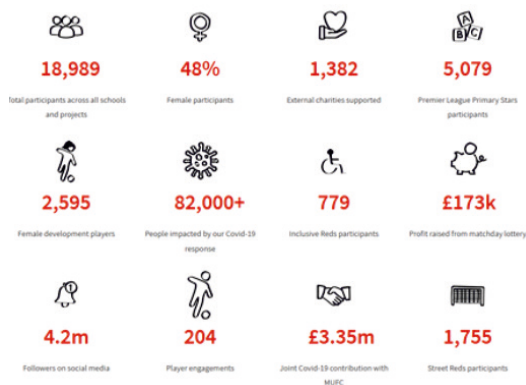 A
B C
18,989
48%
1,382
5,079
Total participants across all schools
and projects
Female participants
External charities supported
Premier League Primary Stars
participants
2,595
82,000+
779
£173k
Female development players
People impacted by our Covid-19
response
Inclusive Reds participants
Profit raised from matchday lottery
1
4.2m
204
£3.35m
1,755
Followers on social media
Player engagements
Joint Covid-19 contribution with
MUFC
Street Reds participants